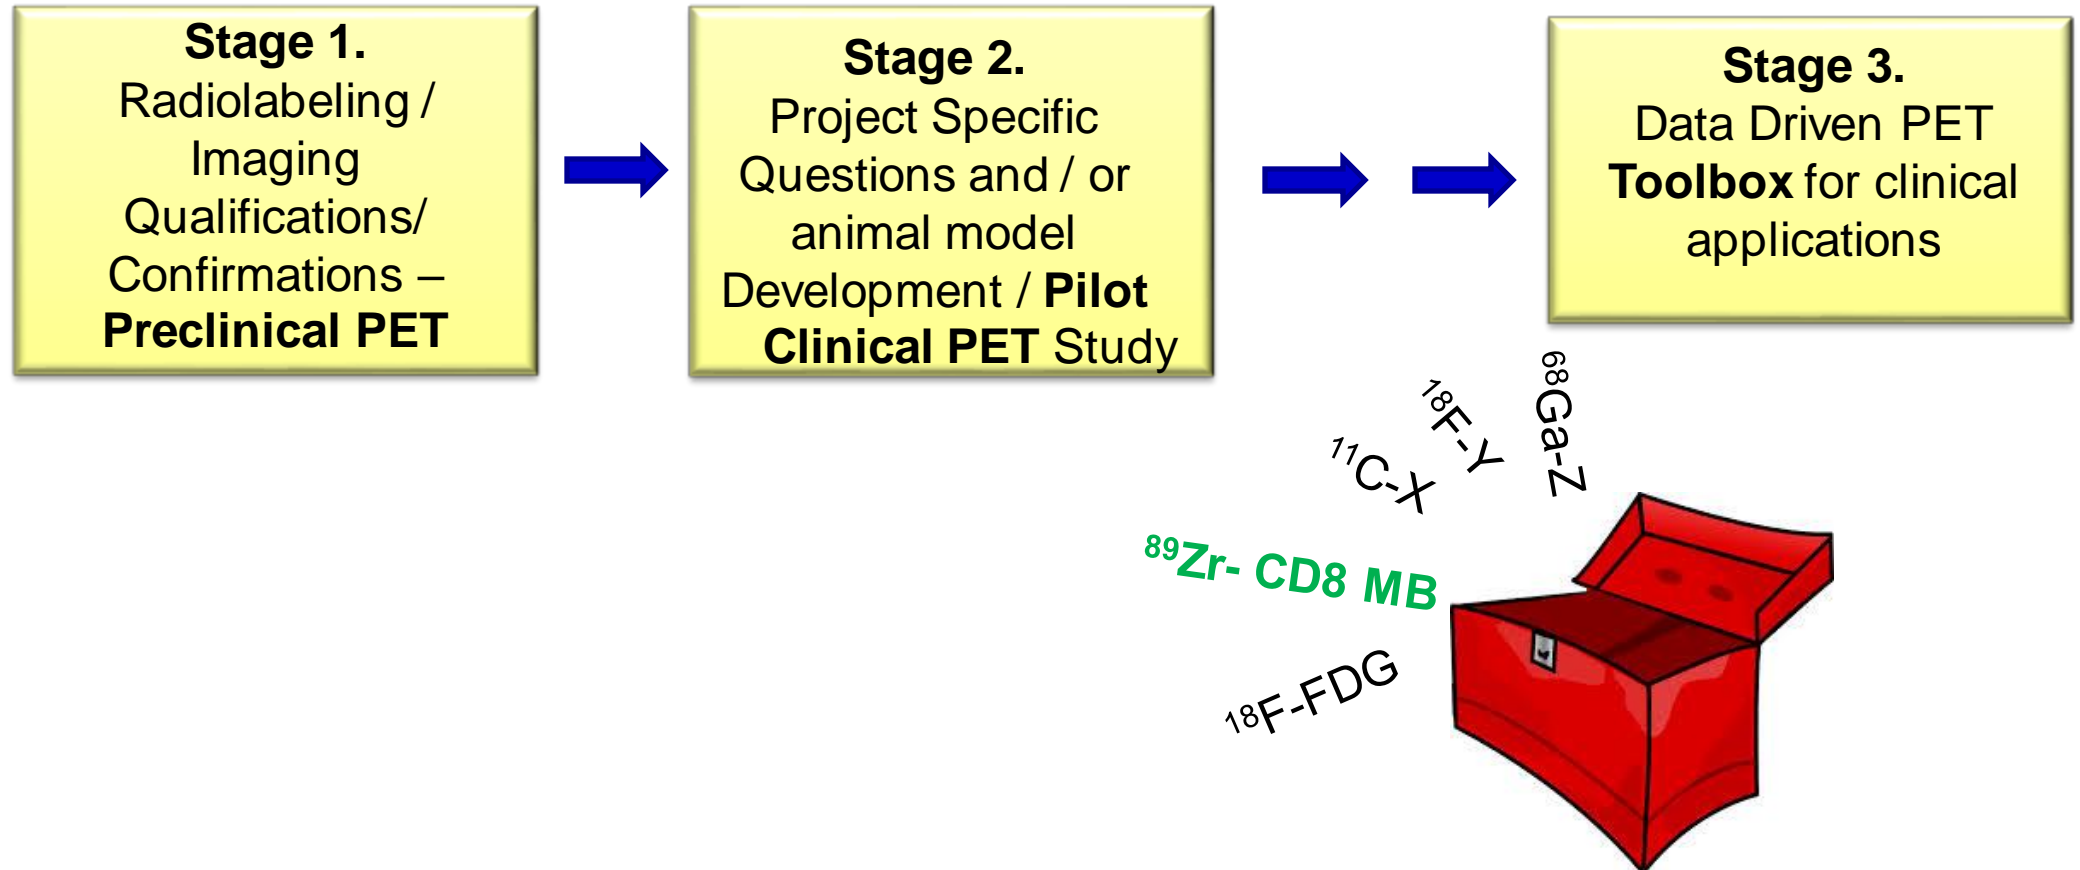 Stage 1.
Radiolabeling /
Imaging
Qualifications/
Confirmations –
Preclinical PET
Stage 2.
Project Specific
Questions and / or
animal model
Development / Pilot
Clinical PET Study
Stage 3.
Data Driven PET
Toolbox for clinical
applications
⁶⁸Ga-Z
¹⁸F-Y
¹¹C-X
⁸⁹Zr- CD8 MB
¹⁸F-FDG